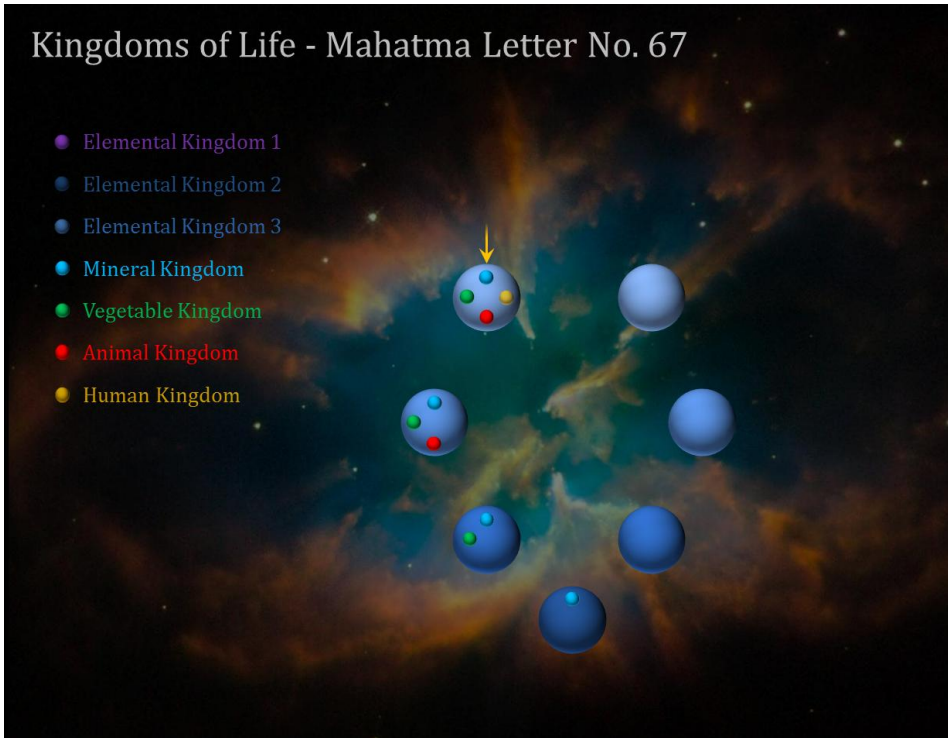 Kingdoms of Life - Mahatma Letter No. 67
Elemental Kingdom 1
Elemental Kingdom 2
Elemental Kingdom 3
Mineral Kingdom
Vegetable Kingdom
Animal Kingdom
Human Kingdom